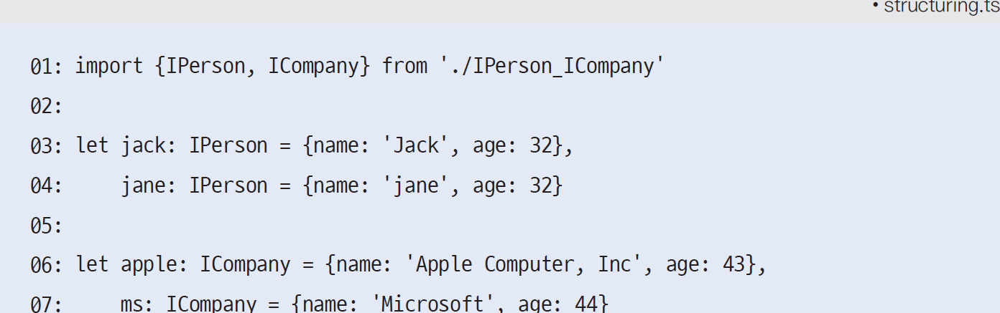 • structuring.ts
01: import {IPerson, ICompany} from './IPerson_ICompany'
02:
03: let jack: IPerson = {name: 'Jack', age: 32},
04:     jane: IPerson = {name: 'jane', age: 32}
05:
06: let apple: ICompany = {name: 'Apple Computer, Inc', age: 43},
07:     ms: ICompany = {name: 'Microsoft', age: 44}